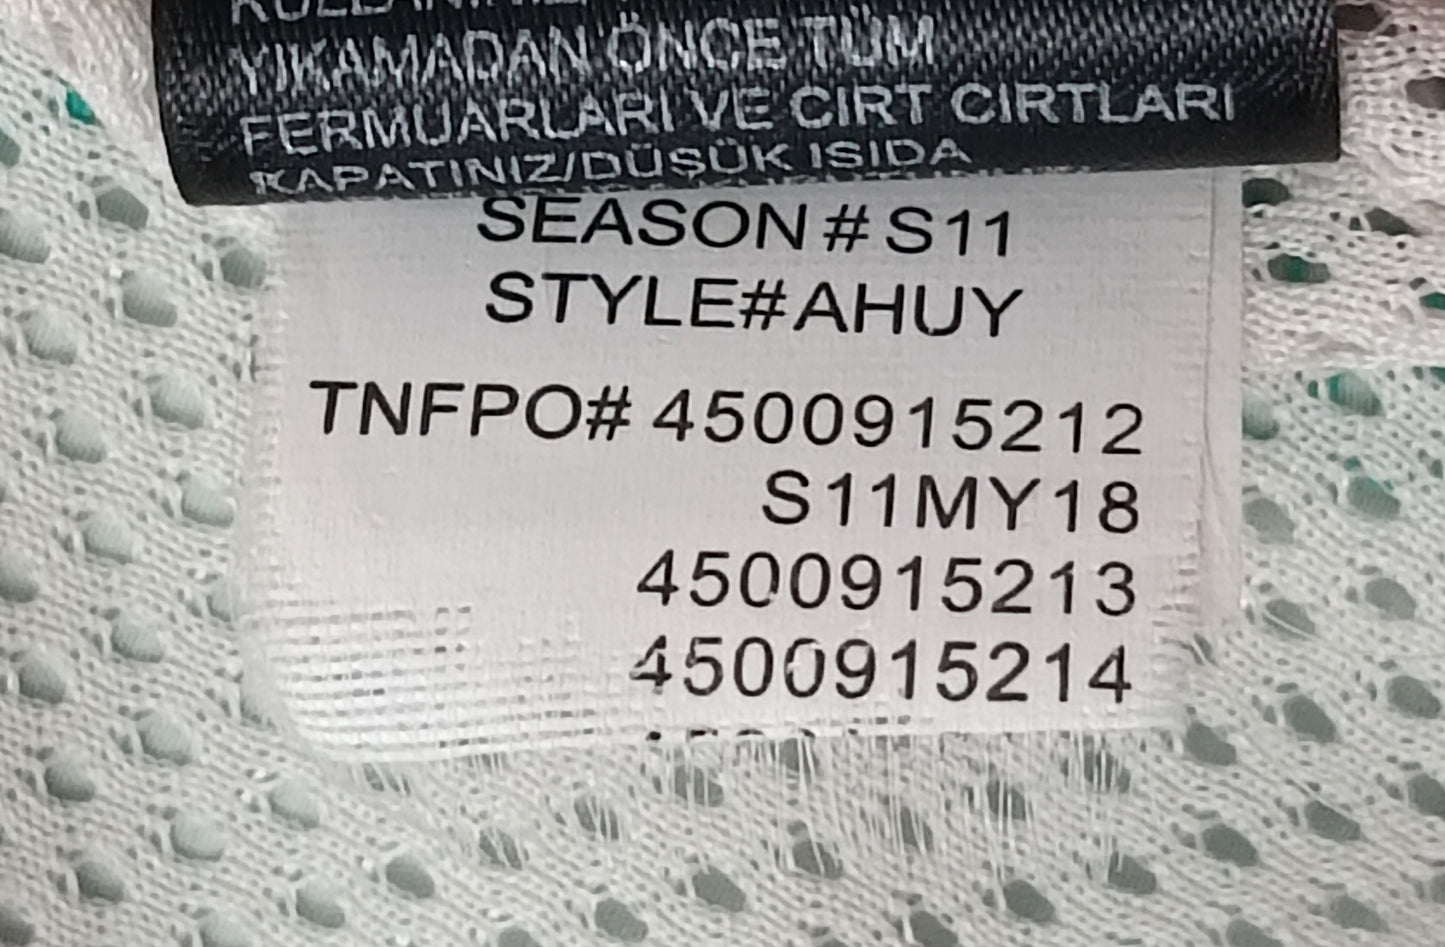 YIKAMADAN ÖNCE TÜM
FERMUARLARI VE CIRT CIRTLARI
KAPATINIZ/DÜŞÜK ISIDA
SEASON # S11
STYLE#AHUY
TNFPO# 4500915212
S11MY18
4500915213
4500915214